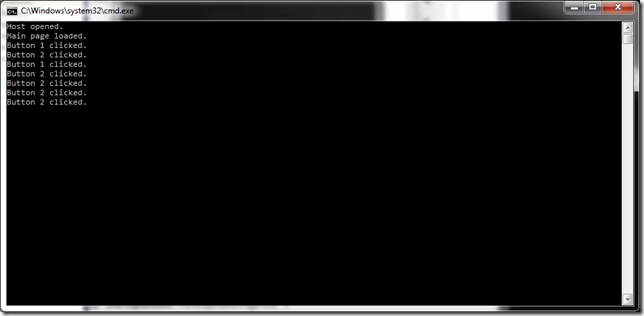 C:\Windows\system32\cmd.exe
Host opened.
Main page loaded.
Button 1 clicked.
Button 2 clicked.
Button 1 clicked.
Button 2 clicked.
Button 2 clicked.
Button 2 clicked.
Button 2 clicked.